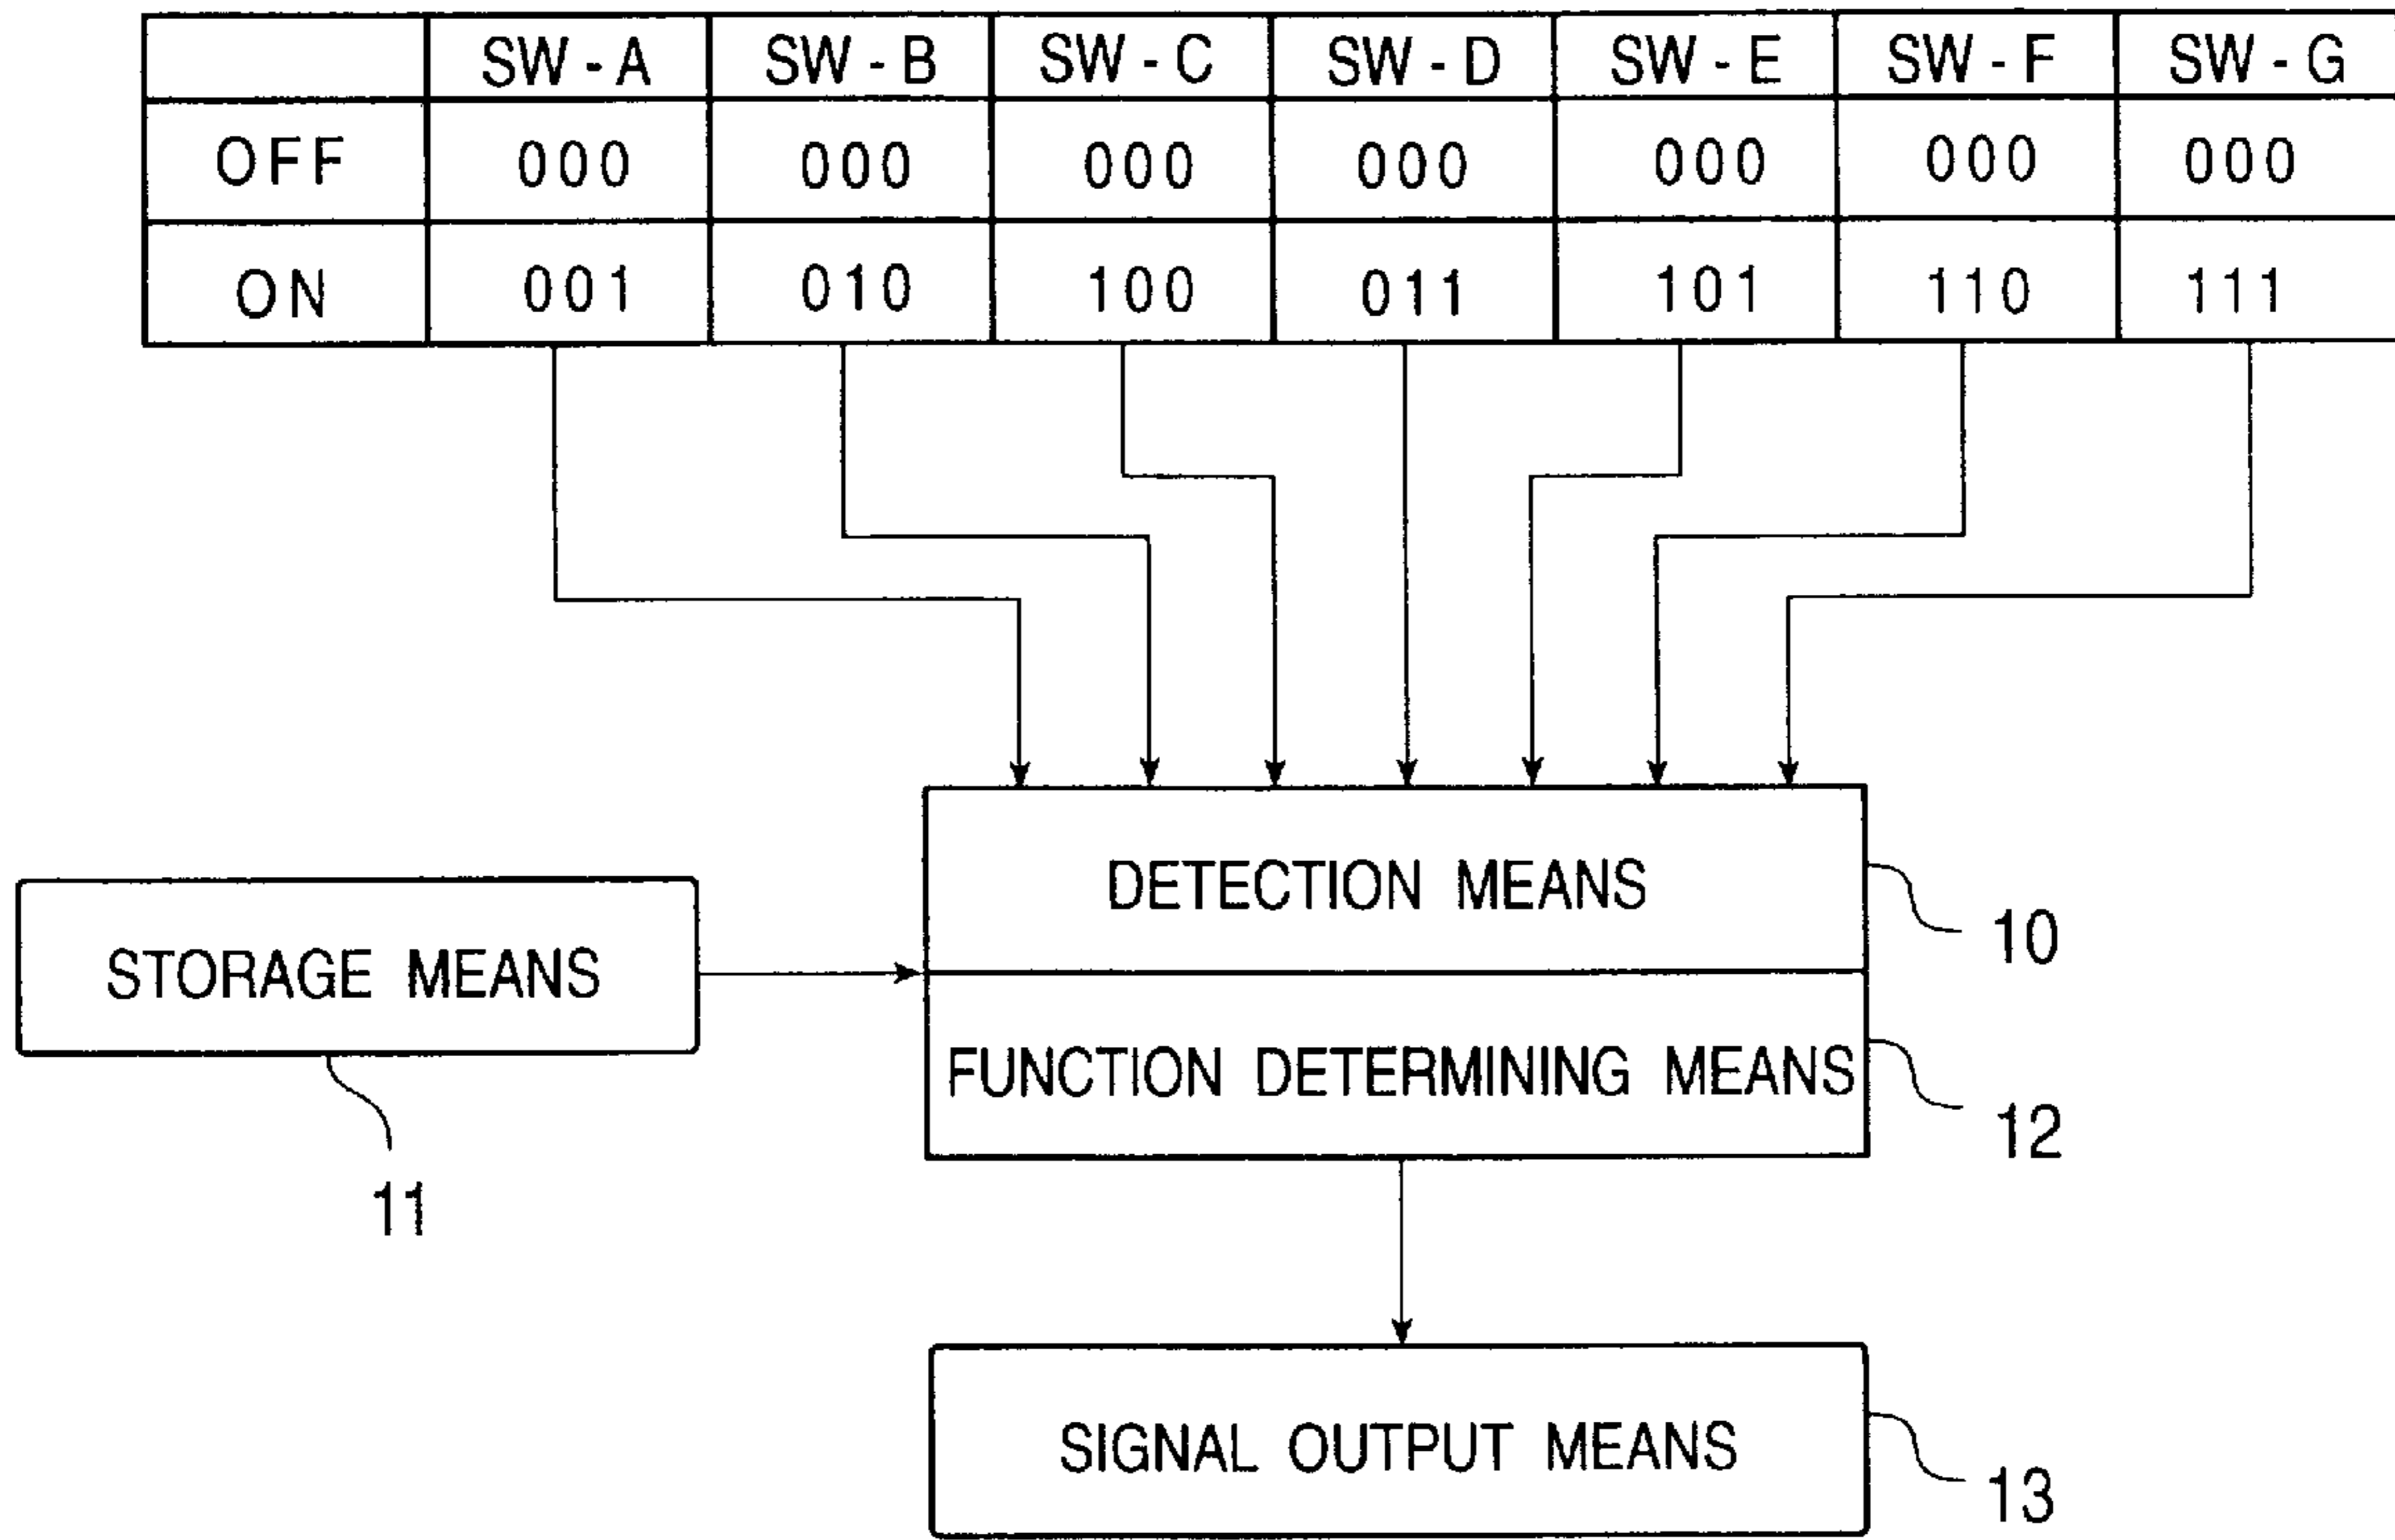 SW - A SW - B SW - C SW - D SW - E SW - F SW - G
OFF 000 000 000 000 000 000 000
ON 001 010 100 011 101 110 111
DETECTION MEANS
10
STORAGE MEANS
11
FUNCTION DETERMINING MEANS
12
SIGNAL OUTPUT MEANS
13